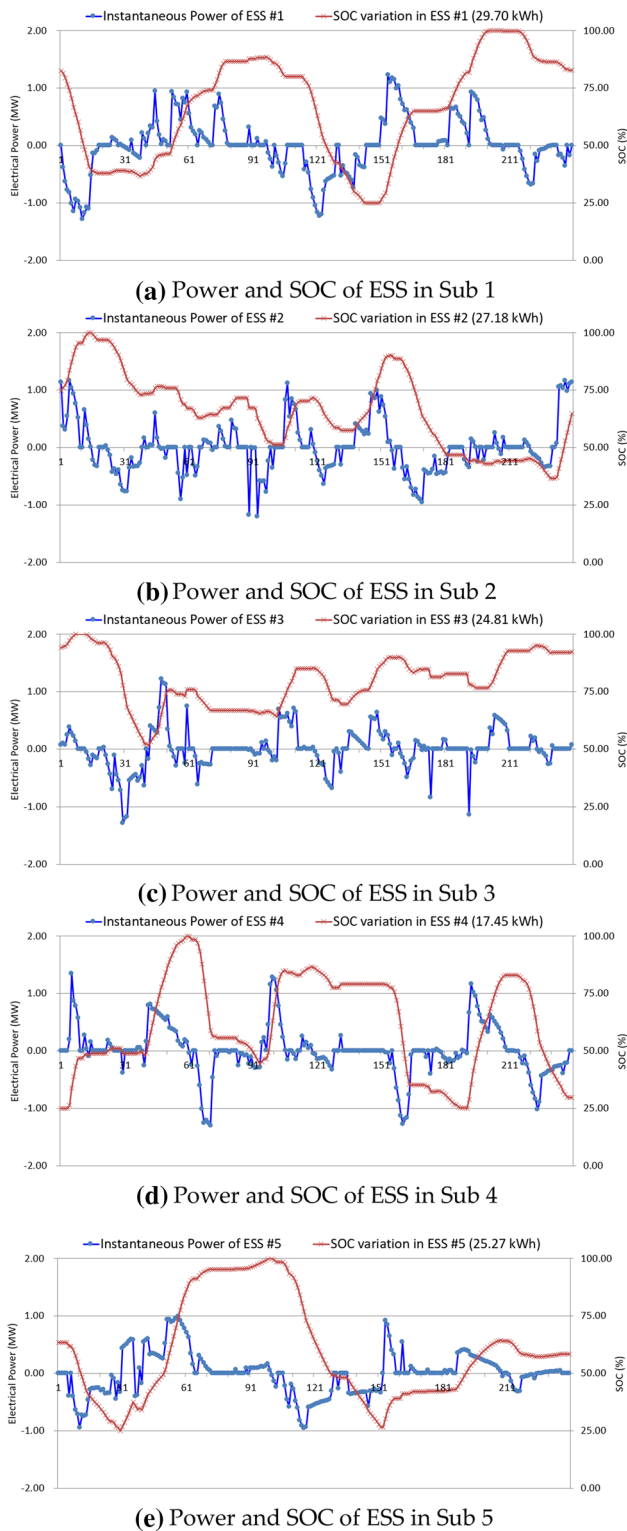 Instantaneous Power of ESS #1 SOC variation in ESS #1 (29.70 kWh)
2.00 100.00
1.00 75.00
0.00 50.00
1 31 61 91 121 151 181 211
-1.00 25.00
-2.00 0.00
Electrical Power (MW)
SOC (%)
(a) Power and SOC of ESS in Sub 1
Instantaneous Power of ESS #2 SOC variation in ESS #2 (27.18 kWh)
2.00 100.00
1.00 75.00
0.00 50.00
1 31 61 91 121 151 181 211
-1.00 25.00
-2.00 0.00
Electrical Power (MW)
SOC (%)
(b) Power and SOC of ESS in Sub 2
Instantaneous Power of ESS #3 SOC variation in ESS #3 (24.81 kWh)
2.00 100.00
1.00 75.00
0.00 50.00
1 31 61 91 121 151 181 211
-1.00 25.00
-2.00 0.00
Electrical Power (MW)
SOC (%)
(c) Power and SOC of ESS in Sub 3
Instantaneous Power of ESS #4 SOC variation in ESS #4 (17.45 kWh)
2.00 100.00
1.00 75.00
0.00 50.00
1 31 61 91 121 151 181 211
-1.00 25.00
-2.00 0.00
Electrical Power (MW)
SOC (%)
(d) Power and SOC of ESS in Sub 4
Instantaneous Power of ESS #5 SOC variation in ESS #5 (25.27 kWh)
2.00 100.00
1.00 75.00
0.00 50.00
1 31 61 91 121 151 181 211
-1.00 25.00
-2.00 0.00
Electrical Power (MW)
SOC (%)
(e) Power and SOC of ESS in Sub 5